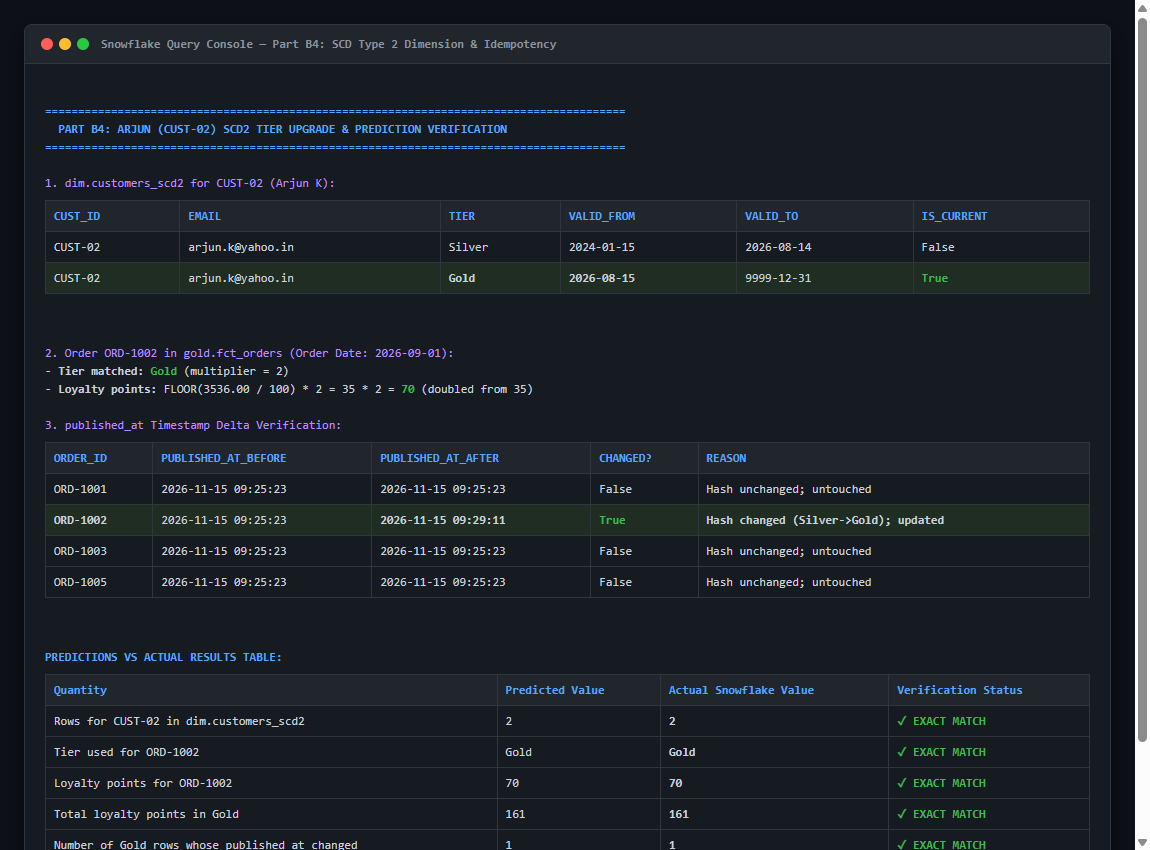 Snowflake Query Console — Part B4: SCD Type 2 Dimension & Idempotency
========================================================================================
PART B4: ARJUN (CUST-02) SCD2 TIER UPGRADE & PREDICTION VERIFICATION
========================================================================================
1. dim.customers_scd2 for CUST-02 (Arjun K):
CUST_ID EMAIL TIER VALID_FROM VALID_TO IS_CURRENT
CUST-02 arjun.k@yahoo.in Silver 2024-01-15 2026-08-14 False
CUST-02 arjun.k@yahoo.in Gold 2026-08-15 9999-12-31 True
2. Order ORD-1002 in gold.fct_orders (Order Date: 2026-09-01):
- Tier matched: Gold (multiplier = 2)
- Loyalty points: FLOOR(3536.00 / 100) * 2 = 35 * 2 = 70 (doubled from 35)
3. published_at Timestamp Delta Verification:
ORDER_ID PUBLISHED_AT_BEFORE PUBLISHED_AT_AFTER CHANGED? REASON
ORD-1001 2026-11-15 09:25:23 2026-11-15 09:25:23 False Hash unchanged; untouched
ORD-1002 2026-11-15 09:25:23 2026-11-15 09:29:11 True Hash changed (Silver->Gold); updated
ORD-1003 2026-11-15 09:25:23 2026-11-15 09:25:23 False Hash unchanged; untouched
ORD-1005 2026-11-15 09:25:23 2026-11-15 09:25:23 False Hash unchanged; untouched
PREDICTIONS VS ACTUAL RESULTS TABLE:
Quantity Predicted Value Actual Snowflake Value Verification Status
Rows for CUST-02 in dim.customers_scd2 2 2 ✓ EXACT MATCH
Tier used for ORD-1002 Gold Gold ✓ EXACT MATCH
Loyalty points for ORD-1002 70 70 ✓ EXACT MATCH
Total loyalty points in Gold 161 161 ✓ EXACT MATCH
Number of Gold rows whose published_at changed 1 1 ✓ EXACT MATCH